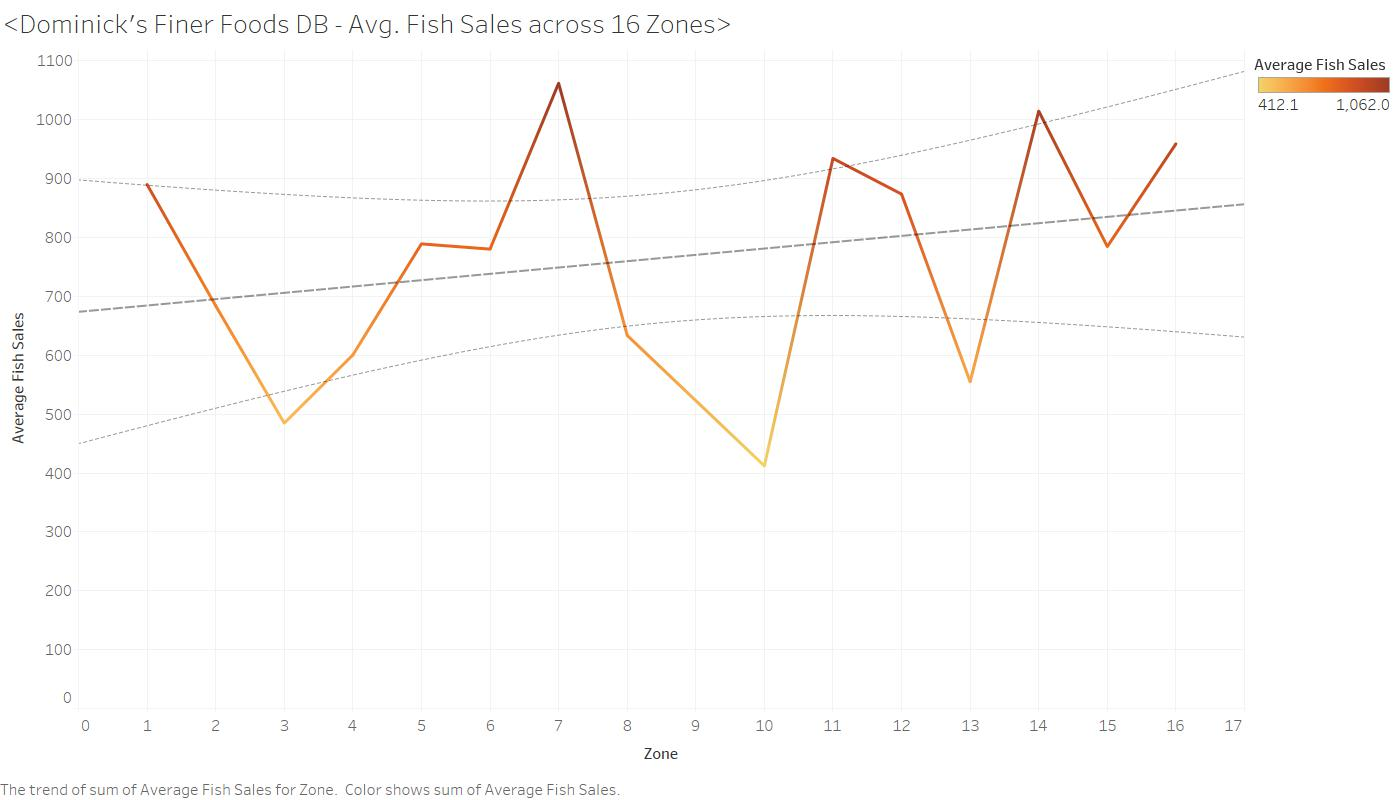 <Dominick's Finer Foods DB - Avg. Fish Sales across 16 Zones>
Average Fish Sales
412.1 1,062.0
1100
1000
900
800
700
600
500
400
300
200
100
0
Average Fish Sales
0 1 2 3 4 5 6 7 8 9 10 11 12 13 14 15 16 17
Zone
The trend of sum of Average Fish Sales for Zone. Color shows sum of Average Fish Sales.